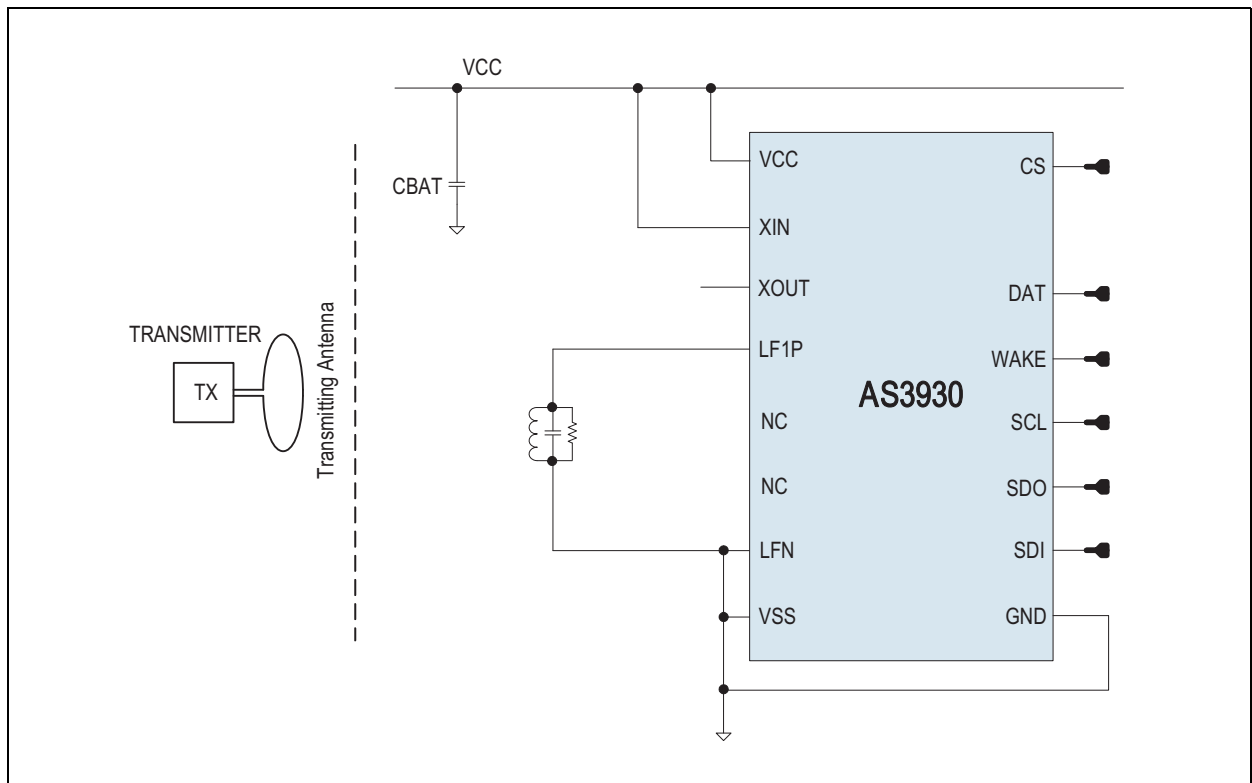 VCC
CBAT
TRANSMITTER
TX
Transmitting Antenna
VCC
XIN
XOUT
LF1P
NC
NC
LFN
VSS
AS3930
CS
DAT
WAKE
SCL
SDO
SDI
GND